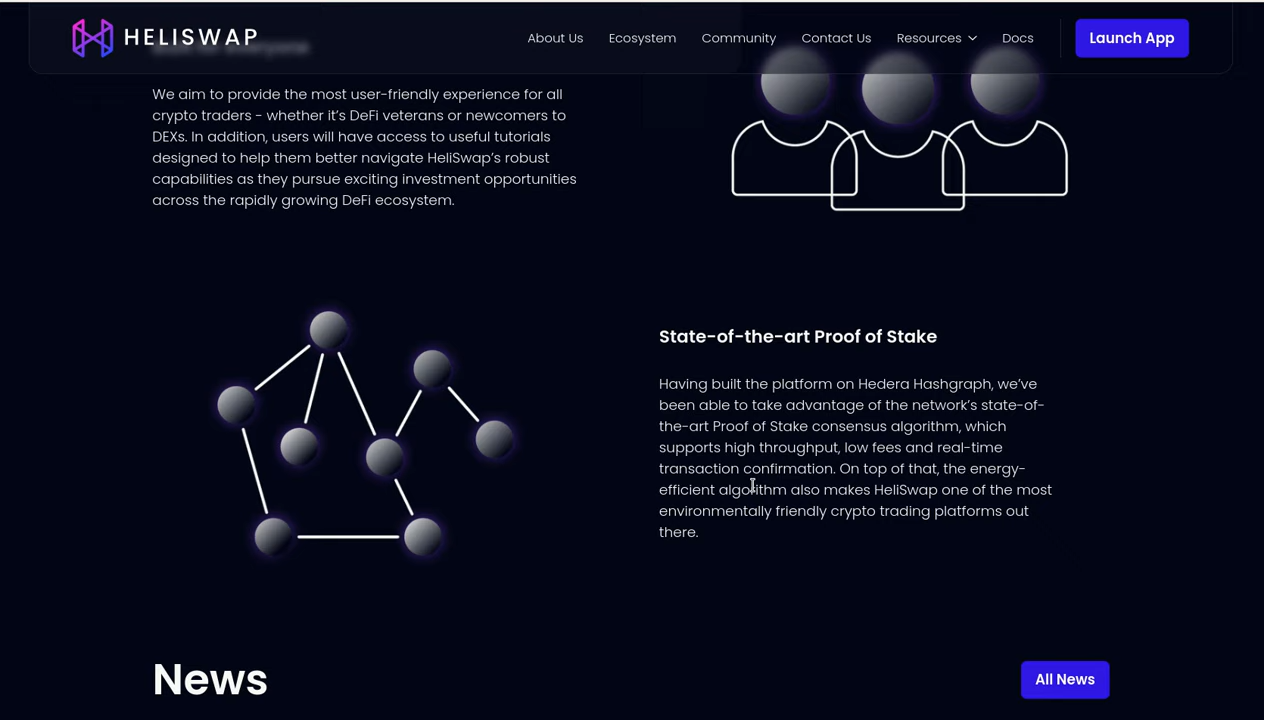 HELISWAP
About Us
Ecosystem
Community
Contact Us
Resources
Docs
Launch App
We aim to provide the most user-friendly experience for all
crypto traders - whether it's DeFi veterans or newcomers to
DEXs. In addition, users will have access to useful tutorials
designed to help them better navigate HeliSwap's robust
capabilities as they pursue exciting investment opportunities
across the rapidly growing DeFi ecosystem.
State-of-the-art Proof of Stake
Having built the platform on Hedera Hashgraph, we've
been able to take advantage of the network's state-of-
the-art Proof of Stake consensus algorithm, which
supports high throughput, low fees and real-time
transaction confirmation. On top of that, the energy-
efficient algorithm also makes HeliSwap one of the most
environmentally friendly crypto trading platforms out
there.
News
All News